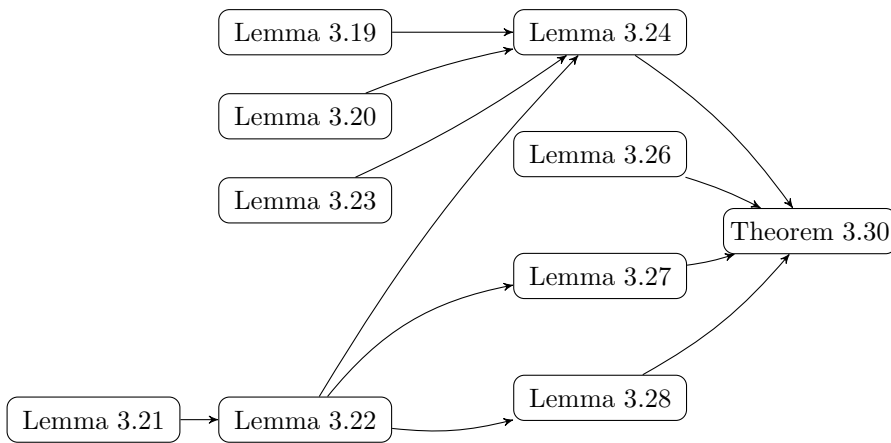 Lemma 3.19
Lemma 3.24
Lemma 3.20
Lemma 3.26
Lemma 3.23
Theorem 3.30
Lemma 3.27
Lemma 3.28
Lemma 3.21
Lemma 3.22